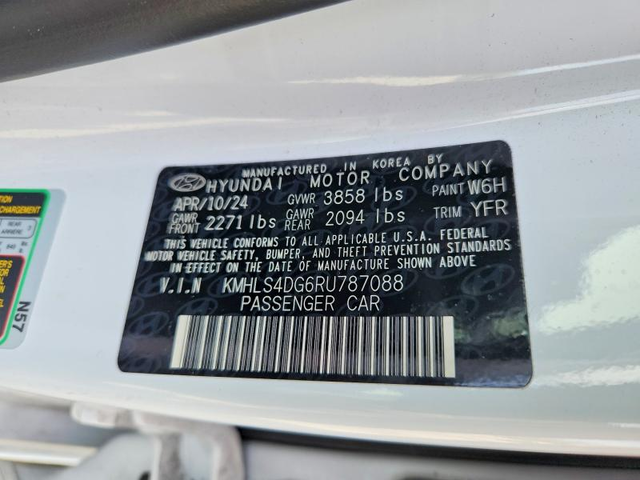 MANUFACTURED IN KOREA BY
HYUNDAI MOTOR COMPANY
APR/10/24 GVWR 3858 lbs PAINT W6H
GAWR FRONT 2271 lbs GAWR REAR 2094 lbs TRIM YFR
THIS VEHICLE CONFORMS TO ALL APPLICABLE U.S.A. FEDERAL
MOTOR VEHICLE SAFETY, BUMPER, AND THEFT PREVENTION STANDARDS
IN EFFECT ON THE DATE OF MANUFACTURE SHOWN ABOVE.
V.I.N KMHLS4DG6RU787088
PASSENGER CAR
N57